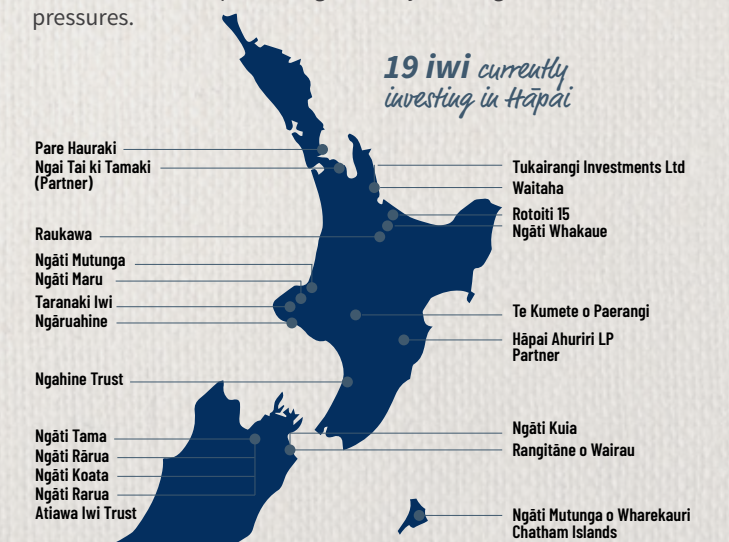 pressures.
19 iwi currently
investing in Hāpai
Pare Hauraki
Ngai Tai ki Tamaki
(Partner)
Raukawa
Ngāti Mutunga
Ngāti Maru
Taranaki Iwi
Ngāruahine
Ngahine Trust
Ngāti Tama
Ngāti Rārua
Ngāti Koata
Ngāti Rarua
Atiawa Iwi Trust
Tukairangi Investments Ltd
Waitaha
Rotoiti 15
Ngāti Whakaue
Te Kumete o Paerangi
Hāpai Ahuriri LP
Partner
Ngāti Kuia
Rangitāne o Wairau
Ngāti Mutunga o Wharekauri
Chatham Islands